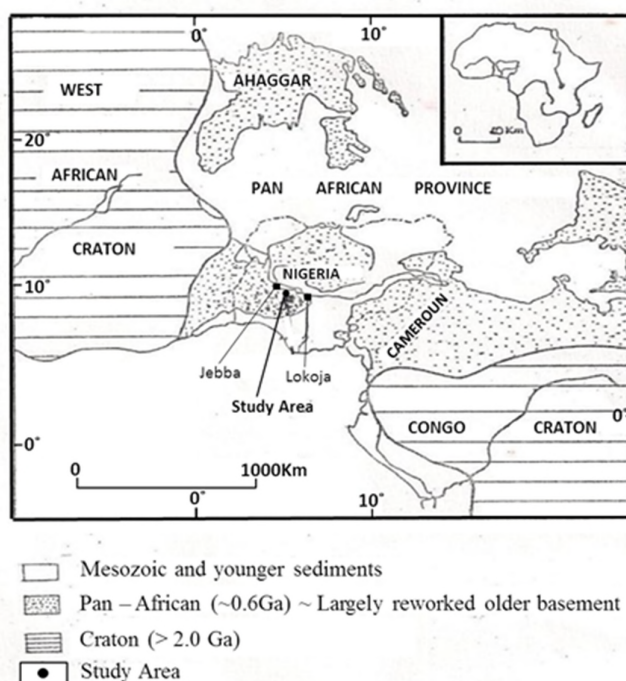 0° 10°
AHAGGAR
WEST
20°
AFRICAN
PAN AFRICAN PROVINCE
CRATON
NIGERIA
10°
CAMEROUN
Jebba
Lokoja
Study Area
0°
CONGO CRATON
0°
0 1000Km
0° 10°
0 Km
Mesozoic and younger sediments
Pan – African (~0.6Ga) ~ Largely reworked older basement
Craton (> 2.0 Ga)
Study Area